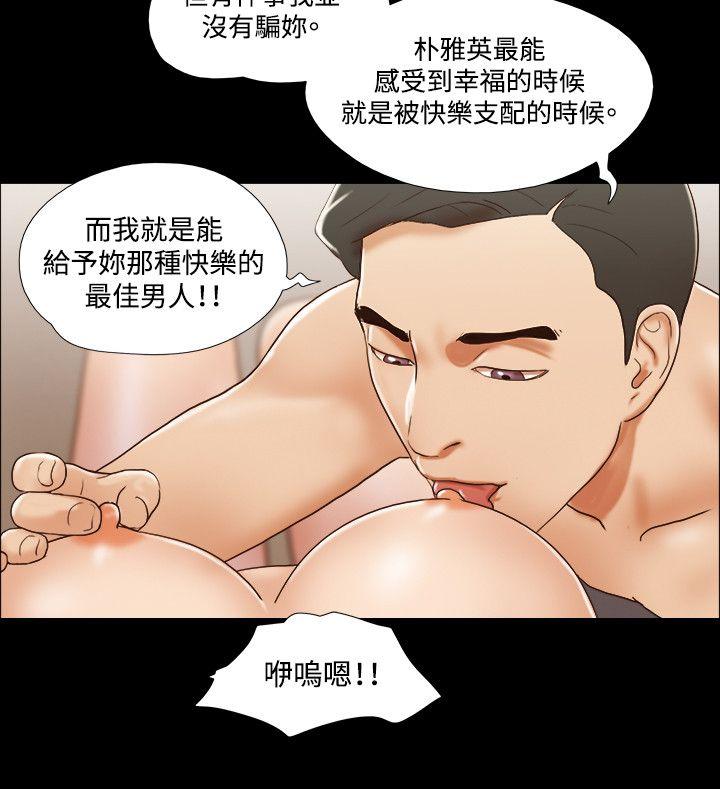 沒有騙妳。
朴雅英最能
感受到幸福的時候
就是被快樂支配的時候。
而我就是能
給予妳那種快樂的
最佳男人!!
咿嗚嗯!!